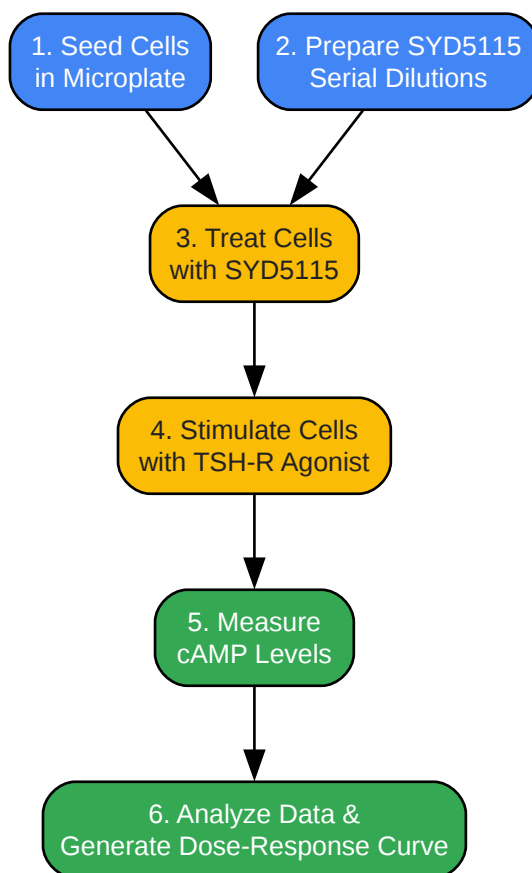 1. Seed Cells
in Microplate
2. Prepare SYD5115
Serial Dilutions
3. Treat Cells
with SYD5115
4. Stimulate Cells
with TSH-R Agonist
5. Measure
cAMP Levels
6. Analyze Data &
Generate Dose-Response Curve